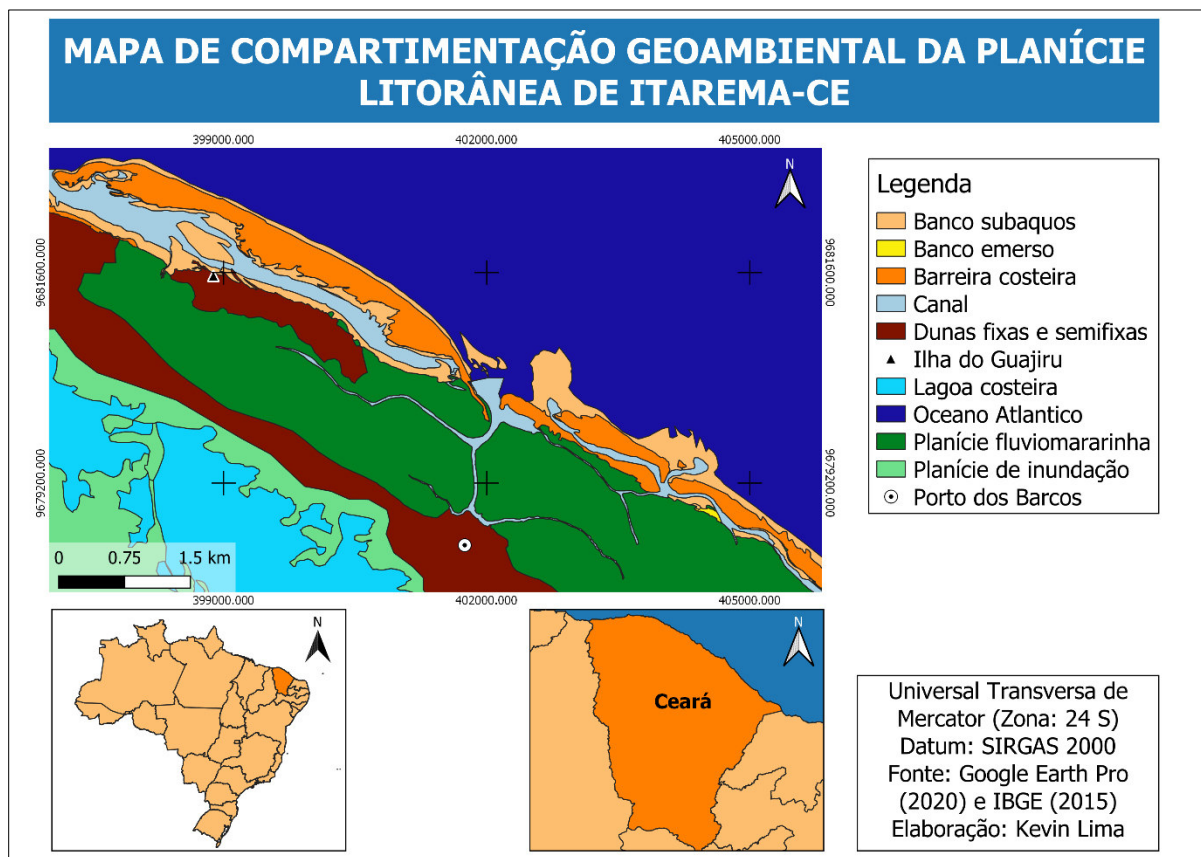 MAPA DE COMPARTIMENTAÇÃO GEOAMBIENTAL DA PLANÍCIE
LITORÂNEA DE ITAREMA-CE
399000.000
402000.000
405000.000
N
9681600.000
9681600.000
9679200.000
9679200.000
0
0.75
1.5 km
399000.000
402000.000
405000.000
Legenda
Banco subaquos
Banco emerso
Barreira costeira
Canal
Dunas fixas e semifixas
Ilha do Guajiru
Lagoa costeira
Oceano Atlantico
Planície fluviomararinha
Planície de inundação
Porto dos Barcos
N
N
Ceará
Universal Transversa de
Mercator (Zona: 24 S)
Datum: SIRGAS 2000
Fonte: Google Earth Pro
(2020) e IBGE (2015)
Elaboração: Kevin Lima